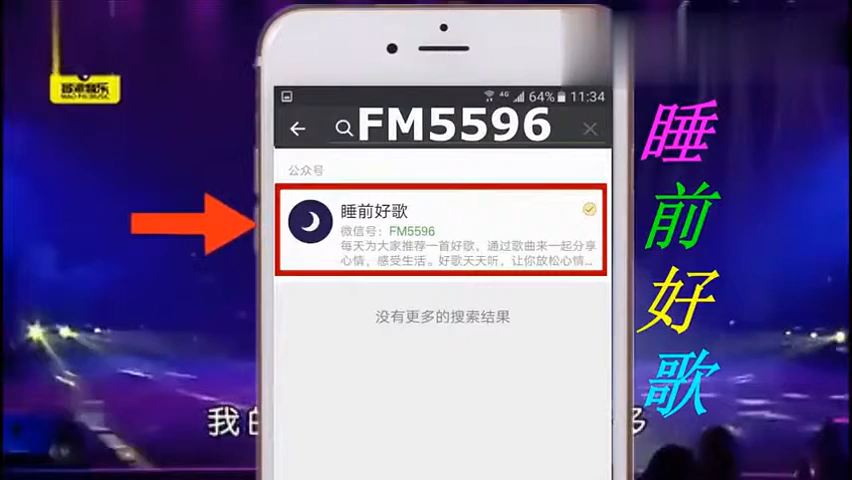 4G 64% 11:34
FM5596
公众号
睡前好歌
微信号：FM5596
每天为大家推荐一首好歌，通过歌曲来一起分享
心情，感受生活。好歌天天听，让你放松心情...
没有更多的搜索结果
睡前好歌
我